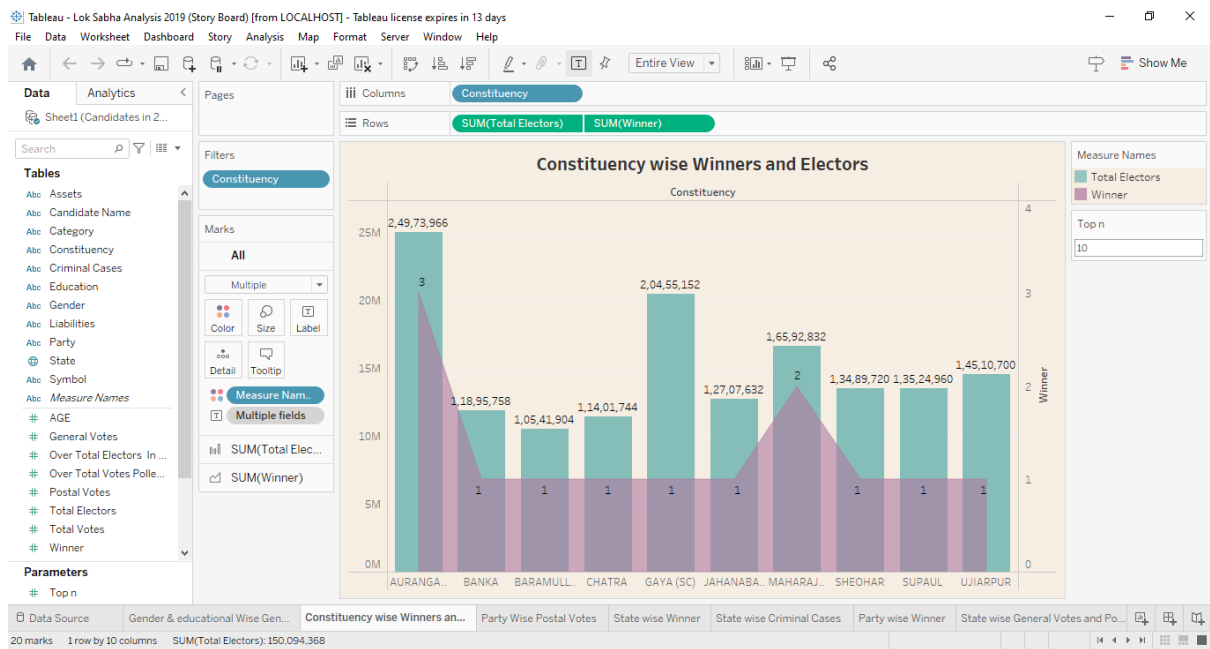 Tableau - Lok Sabha Analysis 2019 (Story Board) [from LOCALHOST] - Tableau license expires in 13 days
File Data Worksheet Dashboard Story Analysis Map Format Server Window Help
Entire View
Show Me
Data Analytics
Sheet1 (Candidates in 2...
Search
Tables
Abc Assets
Abc Candidate Name
Abc Category
Abc Constituency
Abc Criminal Cases
Abc Education
Abc Gender
Abc Liabilities
Abc Party
State
Abc Symbol
Abc Measure Names
# AGE
# General Votes
# Over Total Electors In ...
# Over Total Votes Polle...
# Postal Votes
# Total Electors
# Total Votes
# Winner
Parameters
# Top n
Pages
Filters
Constituency
Marks
All
Multiple
Color Size Label
Detail Tooltip
Measure Nam..
Multiple fields
SUM(Total Elec...
SUM(Winner)
Columns Constituency
Rows SUM(Total Electors) SUM(Winner)
Constituency wise Winners and Electors
Constituency
25M
20M
15M
10M
5M
0M
2,49,73,966
1,18,95,758
1,05,41,904
1,14,01,744
2,04,55,152
1,27,07,632
1,65,92,832
1,34,89,720
1,35,24,960
1,45,10,700
3
1
1
1
1
1
2
1
1
1
4
3
2
1
0
Winner
AURANGA.. BANKA BARAMULL.. CHATRA GAYA (SC) JAHANABA.. MAHARAJ.. SHEOHAR SUPAUL UJIARPUR
Measure Names
Total Electors
Winner
Top n
10
Data Source Gender & educational Wise Gen... Constituency wise Winners an... Party Wise Postal Votes State wise Winner State wise Criminal Cases Party wise Winner State wise General Votes and Po...
20 marks 1 row by 10 columns SUM(Total Electors): 150,094,368